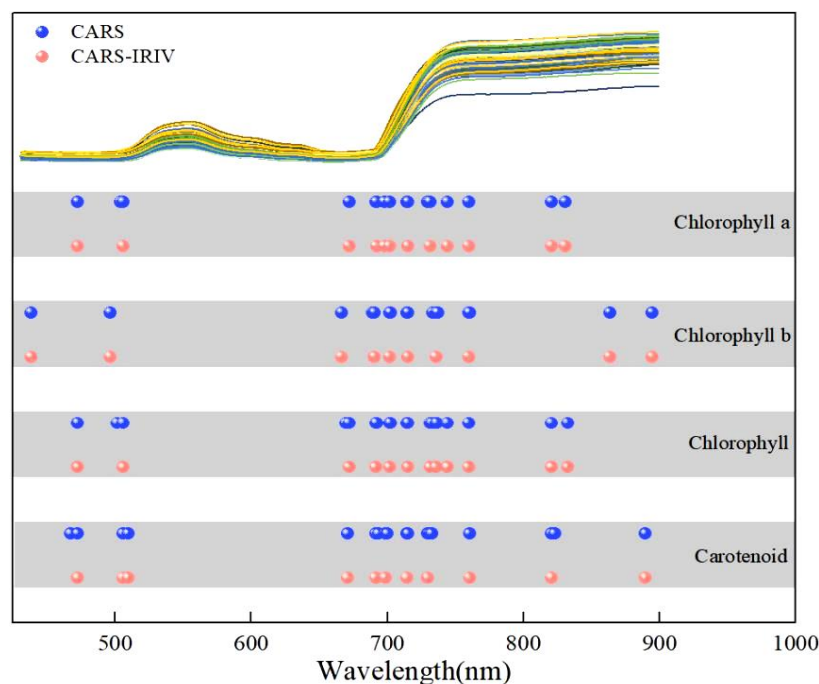 CARS
CARS-IRIV
Chlorophyll a
Chlorophyll b
Chlorophyll
Carotenoid
500 600 700 800 900 1000
Wavelength(nm)